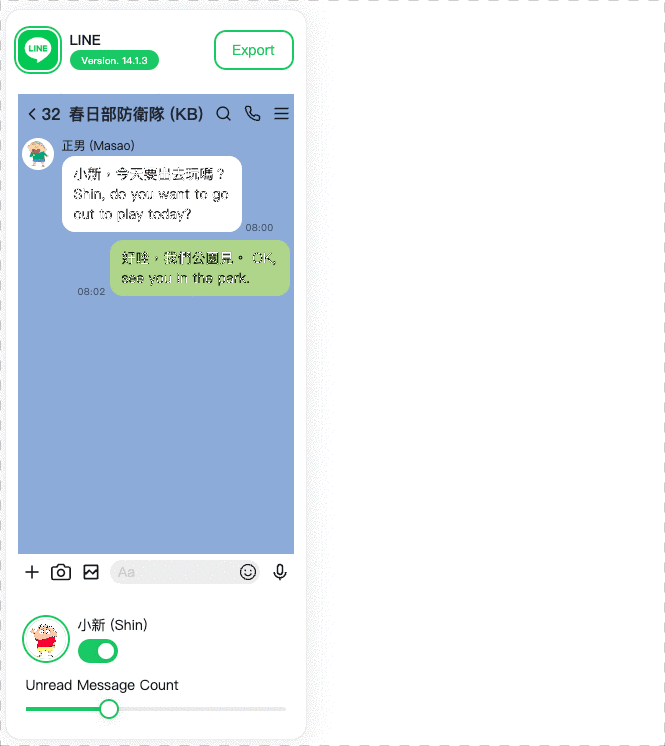 LINE
LINE
Version. 14.1.3
Export
32 春日部防衛隊 (KB)
正男 (Masao)
小新，今天要出去玩嗎？
Shin, do you want to go
out to play today?
08:00
好哇，我們公園見。 OK,
see you in the park.
08:02
Aa
小新 (Shin)
Unread Message Count